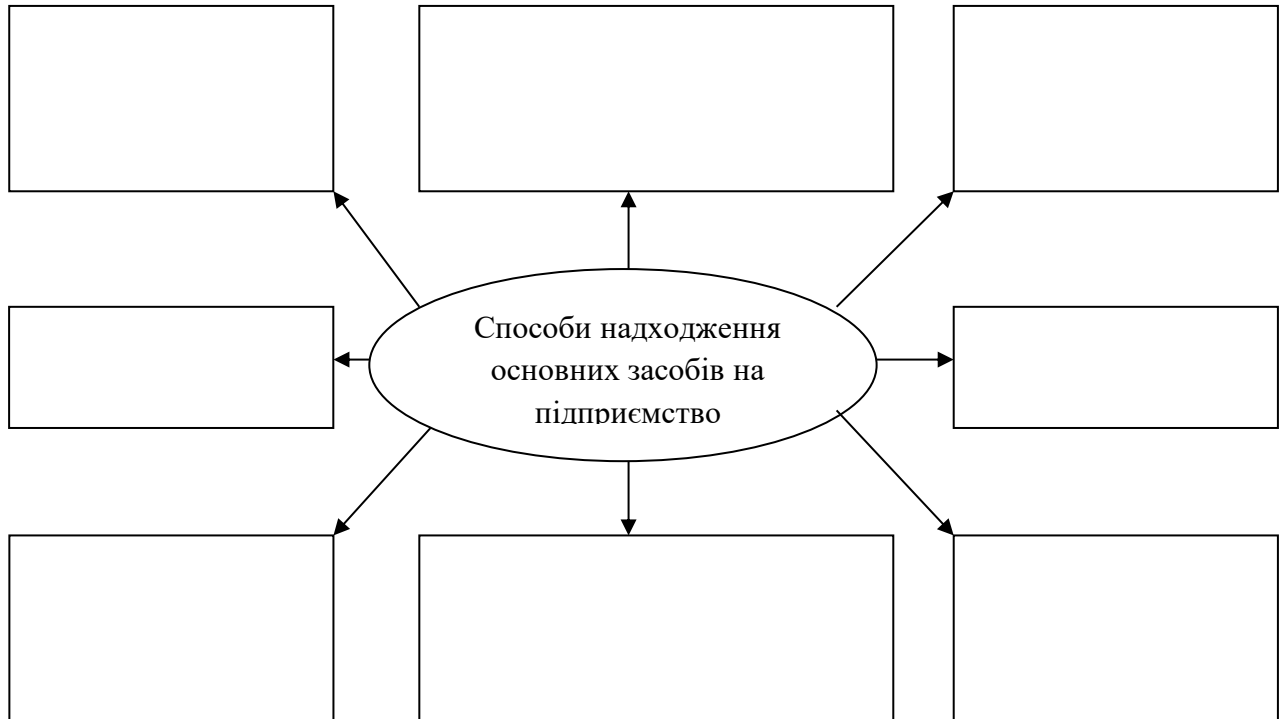 Способи надходження
основних засобів на
підприємство